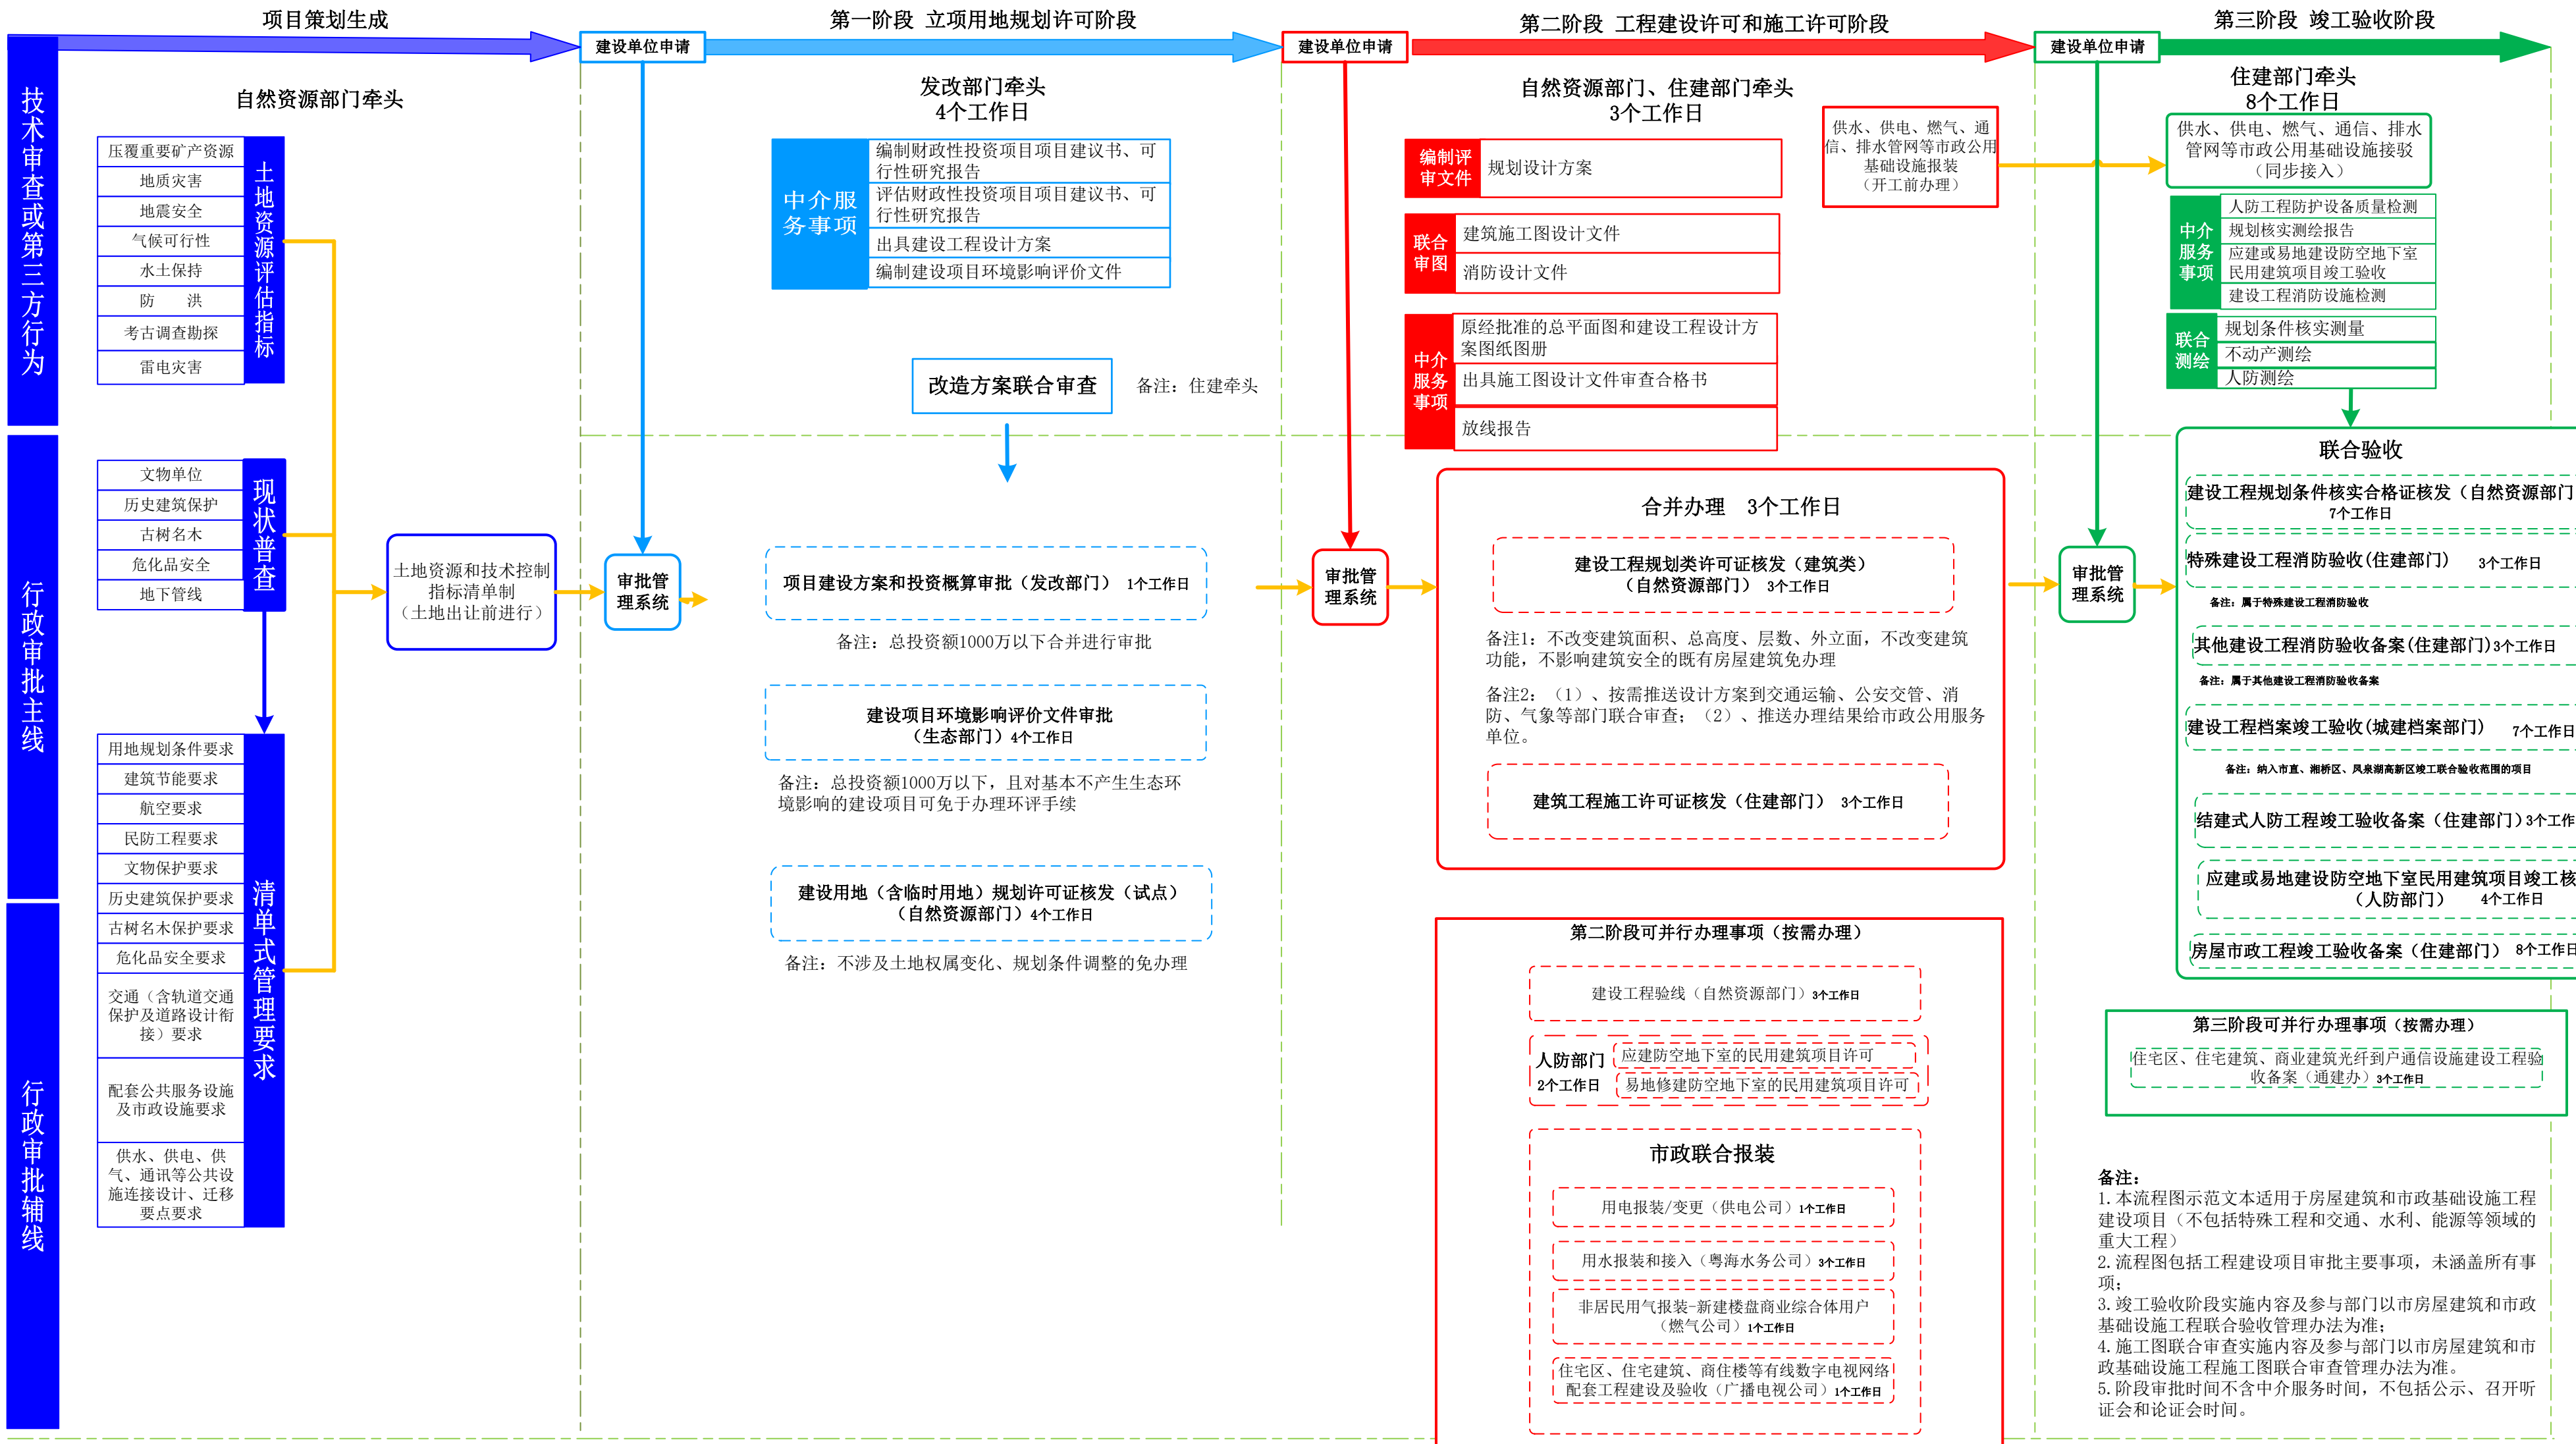 项目策划生成
第一阶段 立项用地规划许可阶段
第二阶段 工程建设许可和施工许可阶段
第三阶段 竣工验收阶段
建设单位申请
建设单位申请
建设单位申请
技术审查或第三方行为
行政审批主线
行政审批辅线
自然资源部门牵头
压覆重要矿产资源
地质灾害
地震安全
气候可行性
水土保持
防 洪
考古调查勘探
雷电灾害
土地资源评估指标
文物单位
历史建筑保护
古树名木
危化品安全
地下管线
现状普查
用地规划条件要求
建筑节能要求
航空要求
民防工程要求
文物保护要求
历史建筑保护要求
古树名木保护要求
危化品安全要求
交通（含轨道交通
保护及道路设计衔
接）要求
配套公共服务设施
及市政设施要求
供水、供电、供
气、通讯等公共设
施连接设计、迁移
要点要求
清单式管理要求
土地资源和技术控制
指标清单制
（土地出让前进行）
发改部门牵头
4个工作日
中介服
务事项
编制财政性投资项目项目建议书、可
行性研究报告
评估财政性投资项目项目建议书、可
行性研究报告
出具建设工程设计方案
编制建设项目环境影响评价文件
改造方案联合审查
备注：住建牵头
审批管
理系统
项目建设方案和投资概算审批（发改部门） 1个工作日
备注：总投资额1000万以下合并进行审批
建设项目环境影响评价文件审批
（生态部门）4个工作日
备注：总投资额1000万以下，且对基本不产生生态环
境影响的建设项目可免于办理环评手续
建设用地（含临时用地）规划许可证核发（试点）
（自然资源部门）4个工作日
备注：不涉及土地权属变化、规划条件调整的免办理
自然资源部门、住建部门牵头
3个工作日
编制评
审文件
规划设计方案
联合
审图
建筑施工图设计文件
消防设计文件
中介
服务
事项
原经批准的总平面图和建设工程设计方
案图纸图册
出具施工图设计文件审查合格书
放线报告
供水、供电、燃气、通
信、排水管网等市政公用
基础设施报装
（开工前办理）
审批管
理系统
合并办理 3个工作日
建设工程规划类许可证核发（建筑类）
（自然资源部门） 3个工作日
备注1：不改变建筑面积、总高度、层数、外立面，不改变建筑
功能，不影响建筑安全的既有房屋建筑免办理
备注2：（1）、按需推送设计方案到交通运输、公安交管、消
防、气象等部门联合审查；（2）、推送办理结果给市政公用服务
单位。
建筑工程施工许可证核发（住建部门） 3个工作日
第二阶段可并行办理事项（按需办理）
建设工程验线（自然资源部门）3个工作日
人防部门
2个工作日
应建防空地下室的民用建筑项目许可
易地修建防空地下室的民用建筑项目许可
市政联合报装
用电报装/变更（供电公司）1个工作日
用水报装和接入（粤海水务公司）3个工作日
非居民用气报装-新建楼盘商业综合体用户
（燃气公司）1个工作日
住宅区、住宅建筑、商住楼等有线数字电视网络
配套工程建设及验收（广播电视公司）1个工作日
住建部门牵头
8个工作日
供水、供电、燃气、通信、排水
管网等市政公用基础设施接驳
（同步接入）
中介
服务
事项
人防工程防护设备质量检测
规划核实测绘报告
应建或易地建设防空地下室
民用建筑项目竣工验收
建设工程消防设施检测
联合
测绘
规划条件核实测量
不动产测绘
人防测绘
审批管
理系统
联合验收
建设工程规划条件核实合格证核发（自然资源部门
7个工作日
特殊建设工程消防验收(住建部门) 3个工作日
备注：属于特殊建设工程消防验收
其他建设工程消防验收备案(住建部门)3个工作日
备注：属于其他建设工程消防验收备案
建设工程档案竣工验收(城建档案部门) 7个工作日
备注：纳入市直、湘桥区、凤泉湖高新区竣工联合验收范围的项目
结建式人防工程竣工验收备案（住建部门）3个工作
应建或易地建设防空地下室民用建筑项目竣工核
（人防部门） 4个工作日
房屋市政工程竣工验收备案（住建部门） 8个工作日
第三阶段可并行办理事项（按需办理）
住宅区、住宅建筑、商业建筑光纤到户通信设施建设工程验
收备案（通建办）3个工作日
备注：
1.本流程图示范文本适用于房屋建筑和市政基础设施工程
建设项目（不包括特殊工程和交通、水利、能源等领域的
重大工程）
2.流程图包括工程建设项目审批主要事项，未涵盖所有事
项；
3.竣工验收阶段实施内容及参与部门以市房屋建筑和市政
基础设施工程联合验收管理办法为准；
4.施工图联合审查实施内容及参与部门以市房屋建筑和市
政基础设施工程施工图联合审查管理办法为准。
5.阶段审批时间不含中介服务时间，不包括公示、召开听
证会和论证会时间。